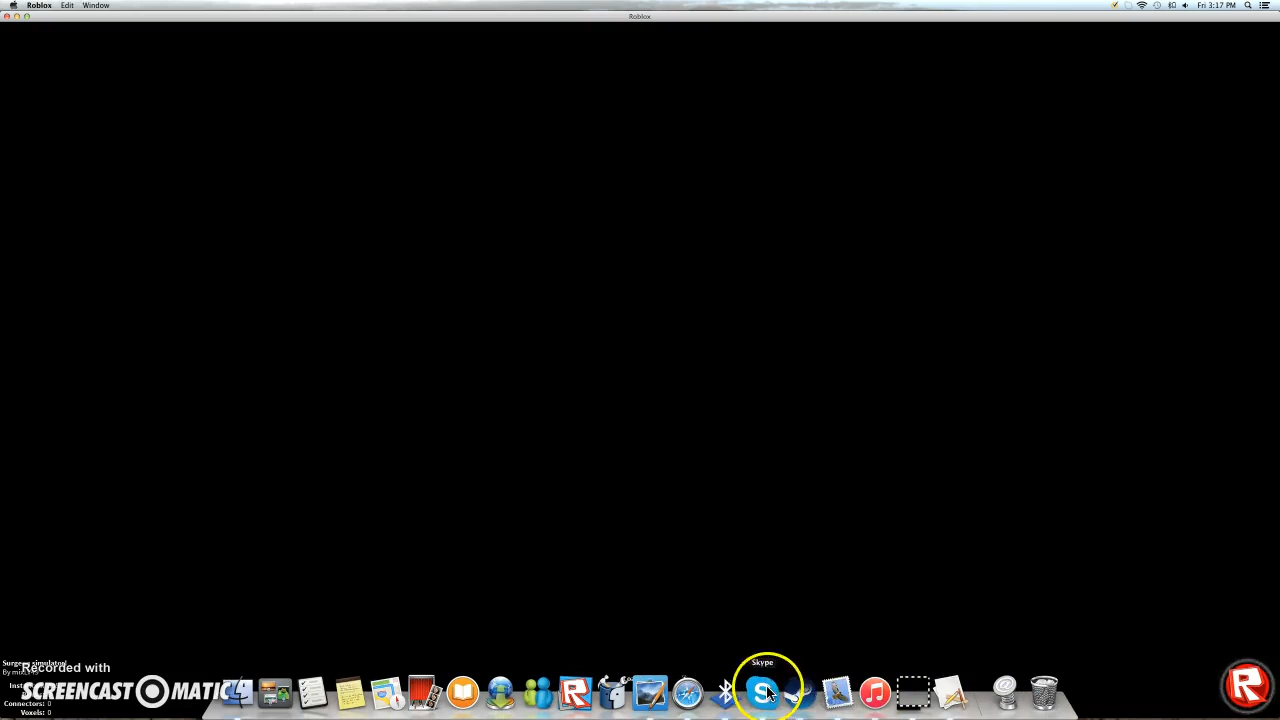 Roblox Edit Window Fri 3:17 PM
Roblox
Skype
Recorded with
SCREENCAST MATIC
Connectors: 0
Voxels: 0